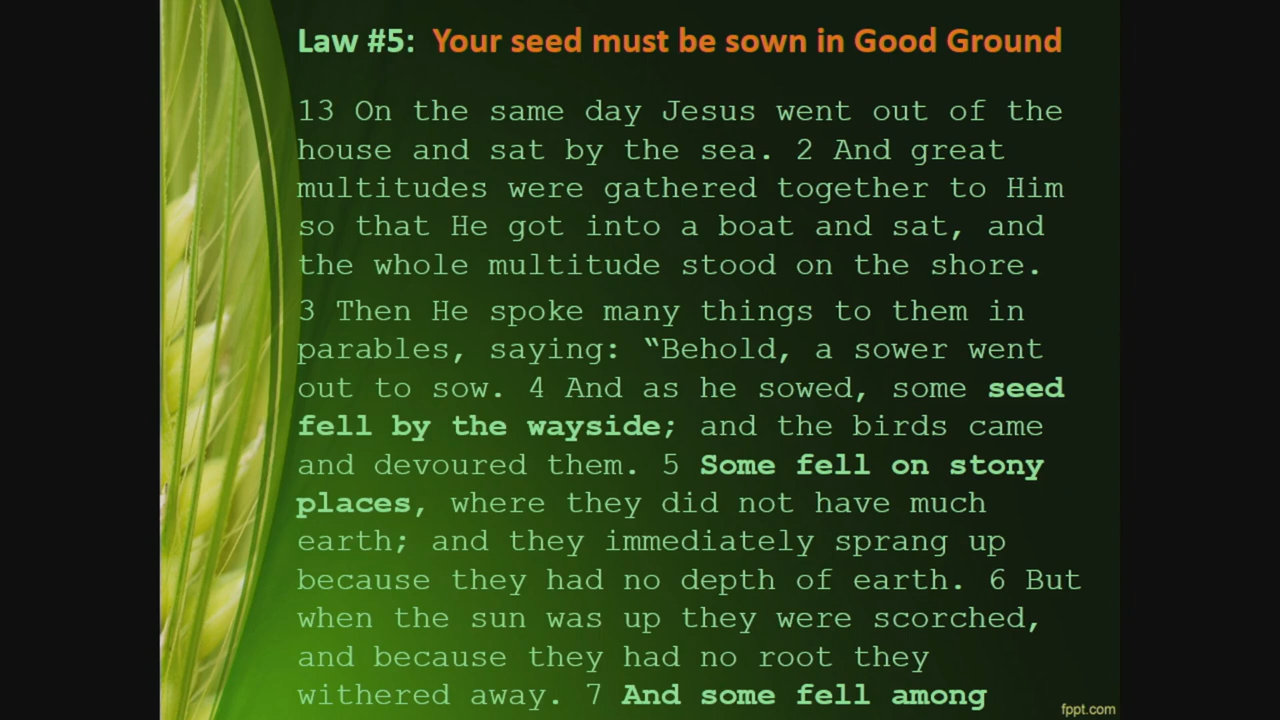 Law #5: Your seed must be sown in Good Ground
13 On the same day Jesus went out of the
house and sat by the sea. 2 And great
multitudes were gathered together to Him
so that He got into a boat and sat, and
the whole multitude stood on the shore.
3 Then He spoke many things to them in
parables, saying: “Behold, a sower went
out to sow. 4 And as he sowed, some seed
fell by the wayside; and the birds came
and devoured them. 5 Some fell on stony
places, where they did not have much
earth; and they immediately sprang up
because they had no depth of earth. 6 But
when the sun was up they were scorched,
and because they had no root they
withered away. 7 And some fell among
fppt.com